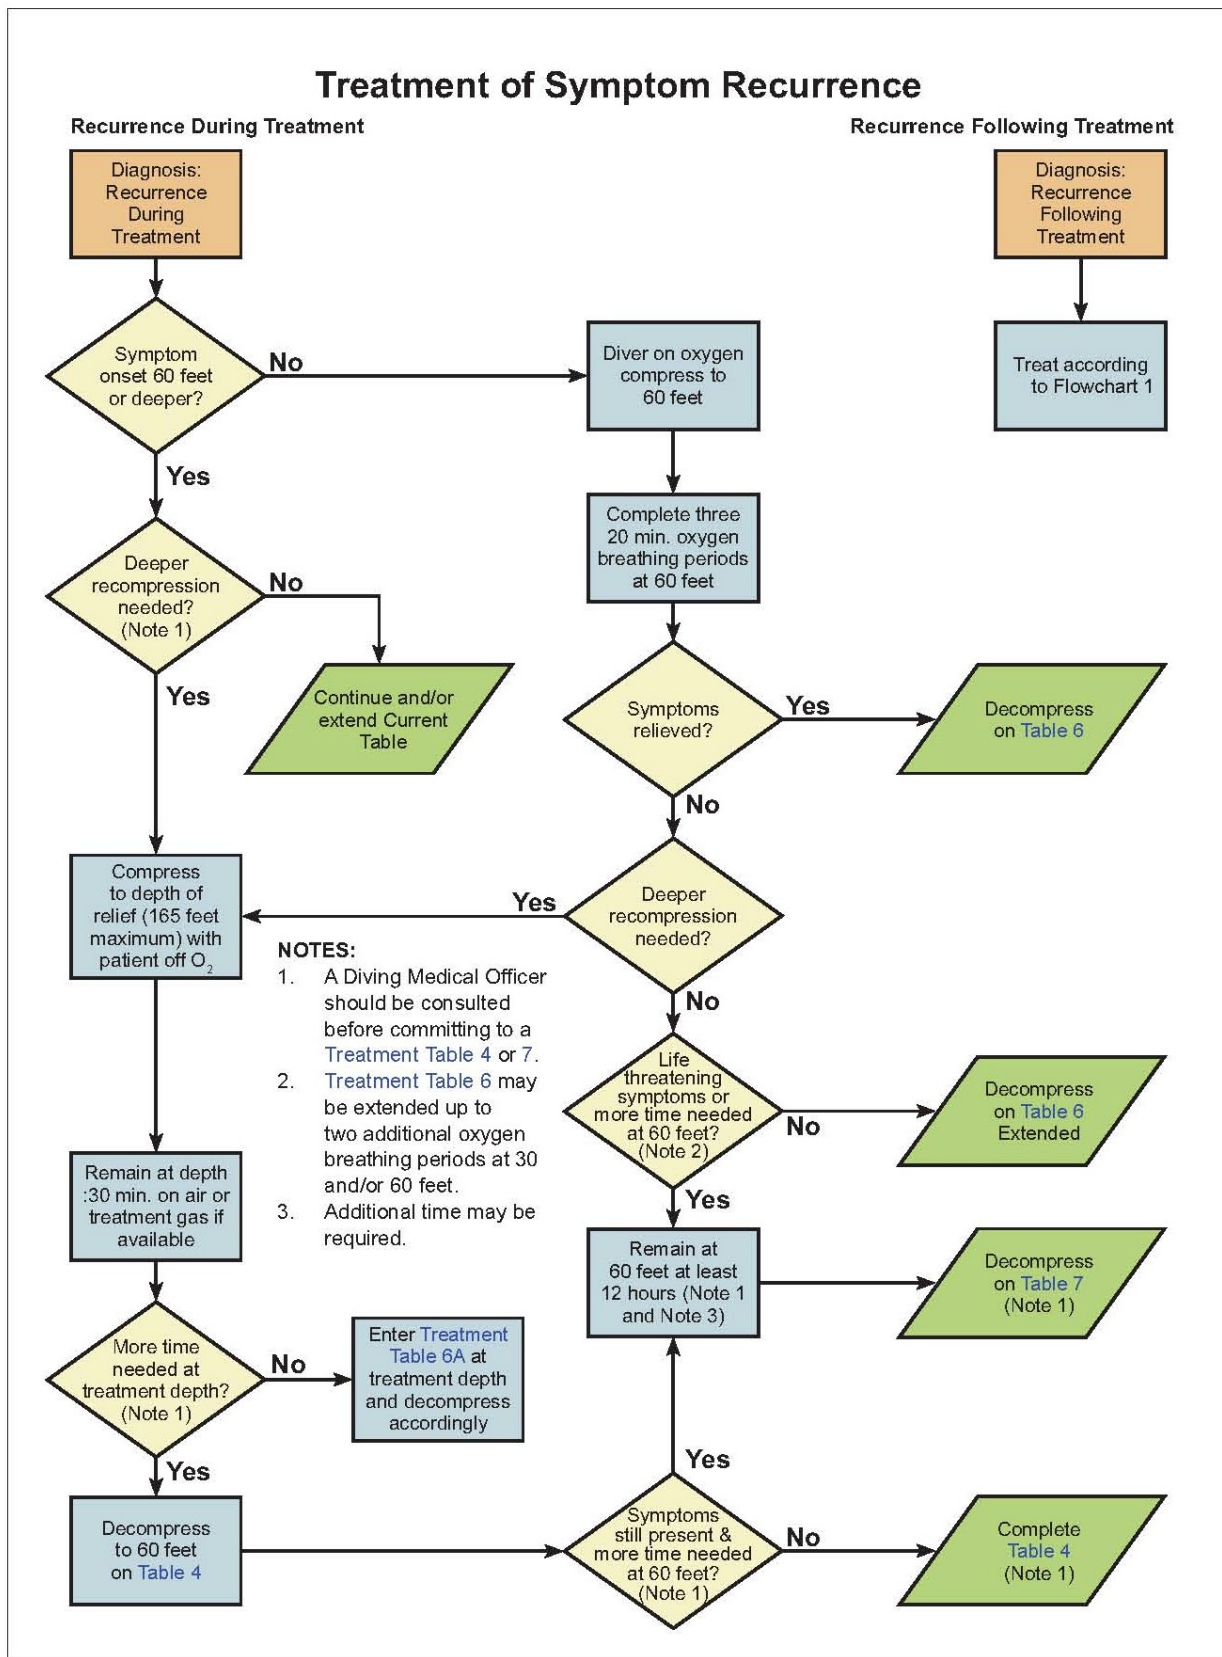 Treatment of Symptom Recurrence
Recurrence During Treatment
Recurrence Following Treatment
Diagnosis:
Recurrence
During
Treatment
Diagnosis:
Recurrence
Following
Treatment
Symptom
onset 60 feet
or deeper?
No
Diver on oxygen
compress to
60 feet
Treat according
to Flowchart 1
Yes
Complete three
20 min. oxygen
breathing periods
at 60 feet
Deeper
recompression
needed?
(Note 1)
No
Yes
Continue and/or
extend Current
Table
Symptoms
relieved?
Yes
Decompress
on Table 6
No
Compress
to depth of
relief (165 feet
maximum) with
patient off O₂
Yes
Deeper
recompression
needed?
No
NOTES:
1. A Diving Medical Officer
should be consulted
before committing to a
Treatment Table 4 or 7.
2. Treatment Table 6 may
be extended up to
two additional oxygen
breathing periods at 30
and/or 60 feet.
3. Additional time may be
required.
Life
threatening
symptoms or
more time needed
at 60 feet?
(Note 2)
No
Decompress
on Table 6
Extended
Yes
Remain at depth
:30 min. on air or
treatment gas if
available
Remain at
60 feet at least
12 hours (Note 1
and Note 3)
Decompress
on Table 7
(Note 1)
More time
needed at
treatment depth?
(Note 1)
No
Enter Treatment
Table 6A at
treatment depth
and decompress
accordingly
Yes
Yes
Decompress
to 60 feet
on Table 4
Symptoms
still present &
more time needed
at 60 feet?
(Note 1)
No
Complete
Table 4
(Note 1)